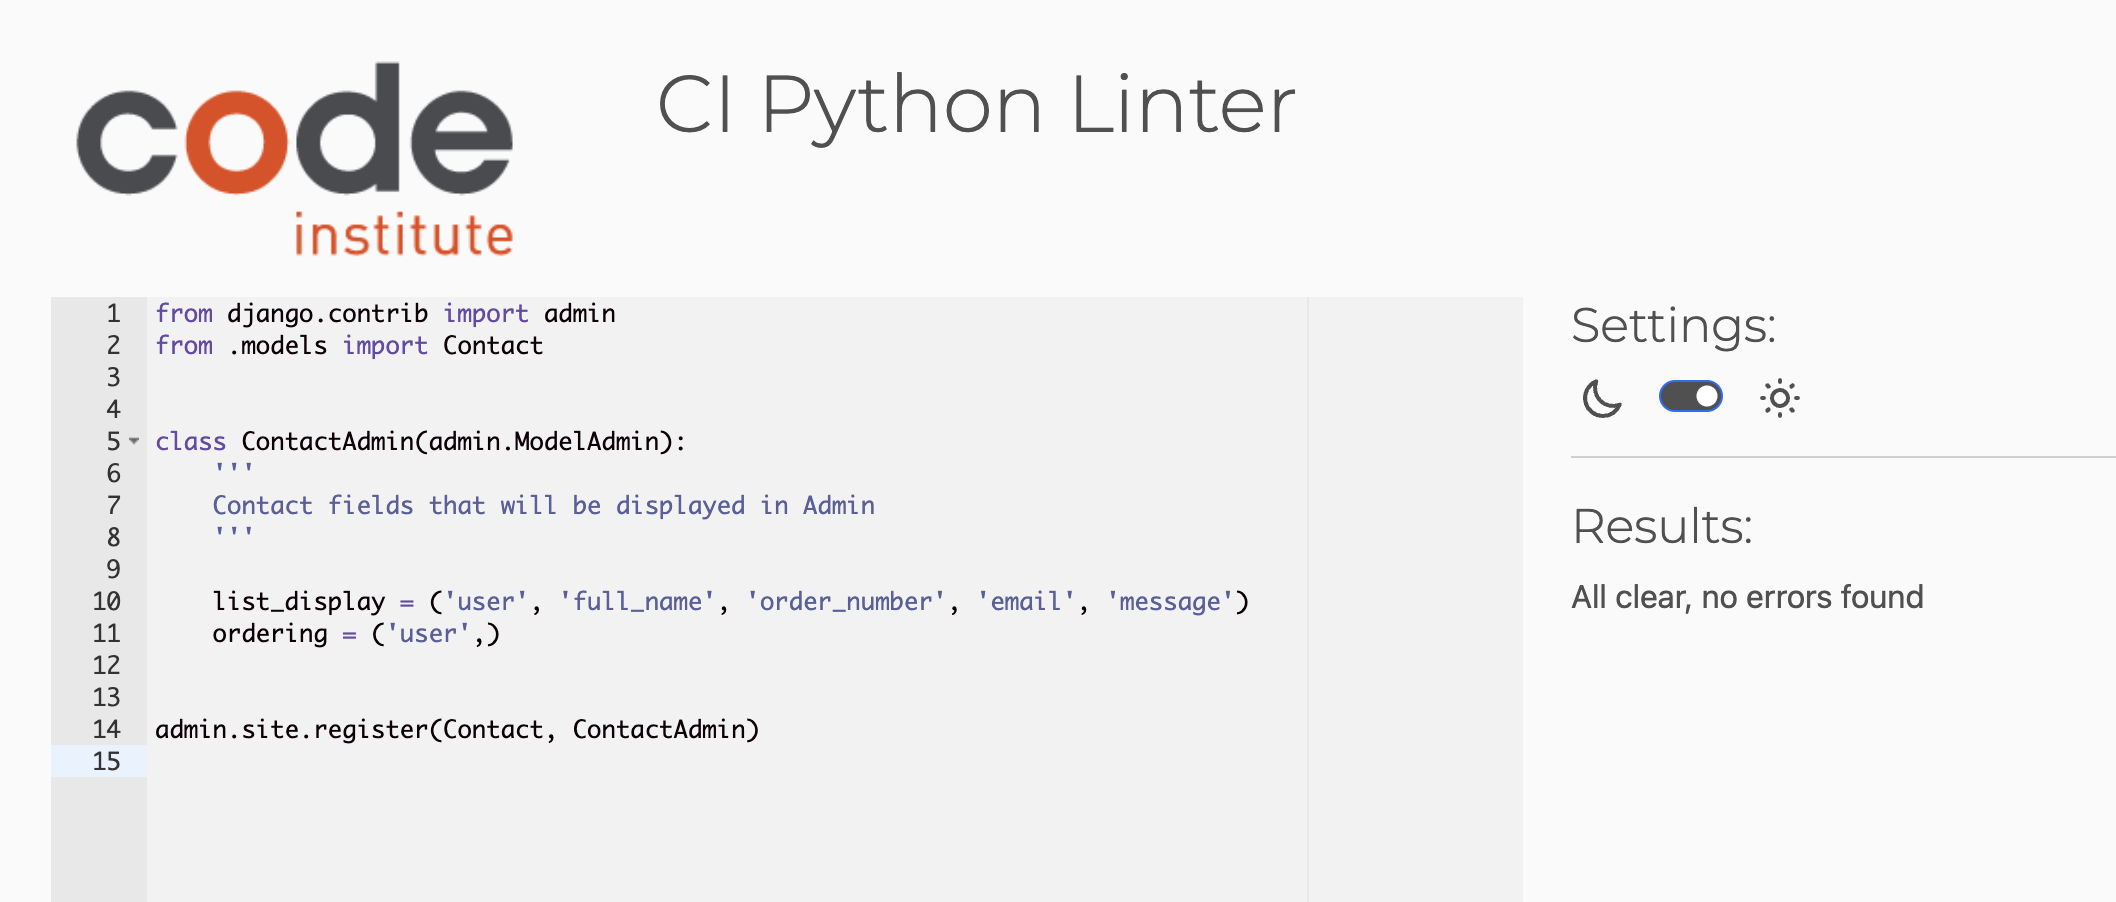 code
institute
CI Python Linter
1 from django.contrib import admin
2 from .models import Contact
3
4
5 class ContactAdmin(admin.ModelAdmin):
6     '''
7     Contact fields that will be displayed in Admin
8     '''
9
10     list_display = ('user', 'full_name', 'order_number', 'email', 'message')
11     ordering = ('user',)
12
13
14 admin.site.register(Contact, ContactAdmin)
15
Settings:
Results:
All clear, no errors found